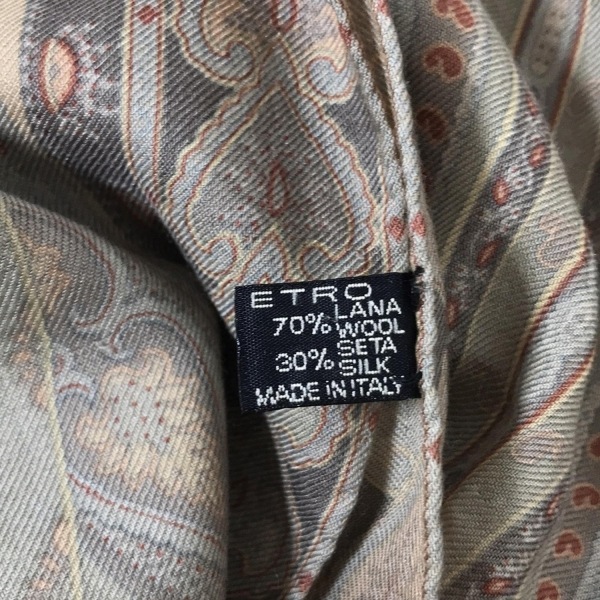 ETRO
70% LANA WOOL
30% SETA SILK
MADE IN ITALY